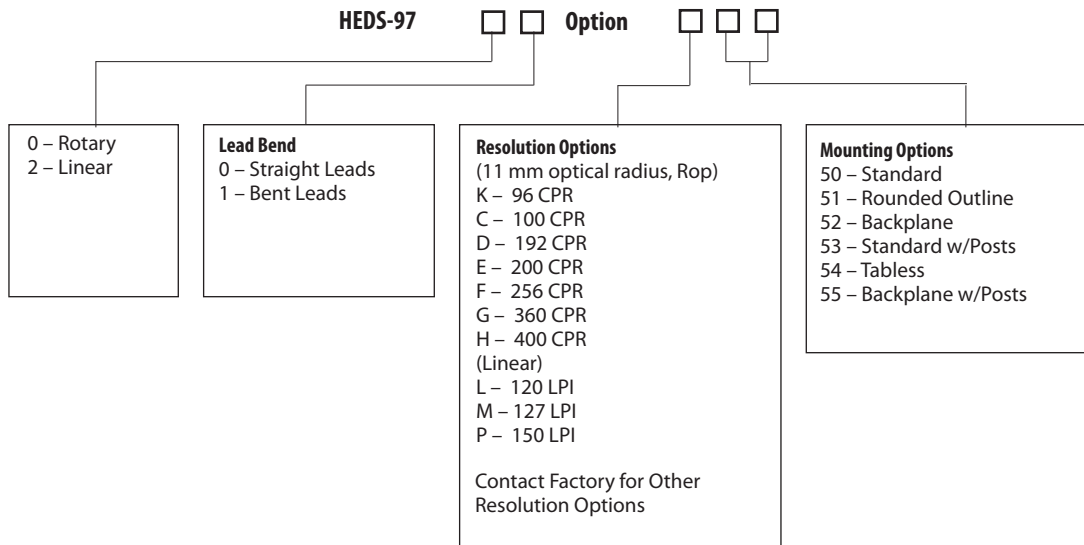 HEDS-97 Option
0 – Rotary
2 – Linear
Lead Bend
0 – Straight Leads
1 – Bent Leads
Resolution Options
(11 mm optical radius, Rop)
K – 96 CPR
C – 100 CPR
D – 192 CPR
E – 200 CPR
F – 256 CPR
G – 360 CPR
H – 400 CPR
(Linear)
L – 120 LPI
M – 127 LPI
P – 150 LPI
Contact Factory for Other
Resolution Options
Mounting Options
50 – Standard
51 – Rounded Outline
52 – Backplane
53 – Standard w/Posts
54 – Tabless
55 – Backplane w/Posts